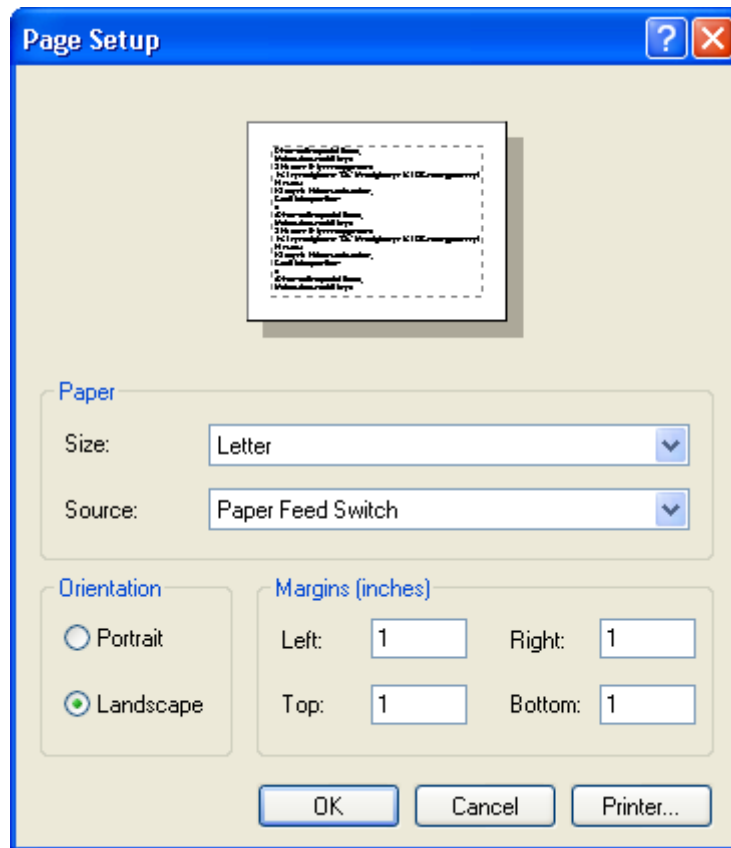 Page Setup
Paper
Size: Letter
Source: Paper Feed Switch
Orientation
Portrait
Landscape
Margins (inches)
Left: 1 Right: 1
Top: 1 Bottom: 1
OK Cancel Printer...